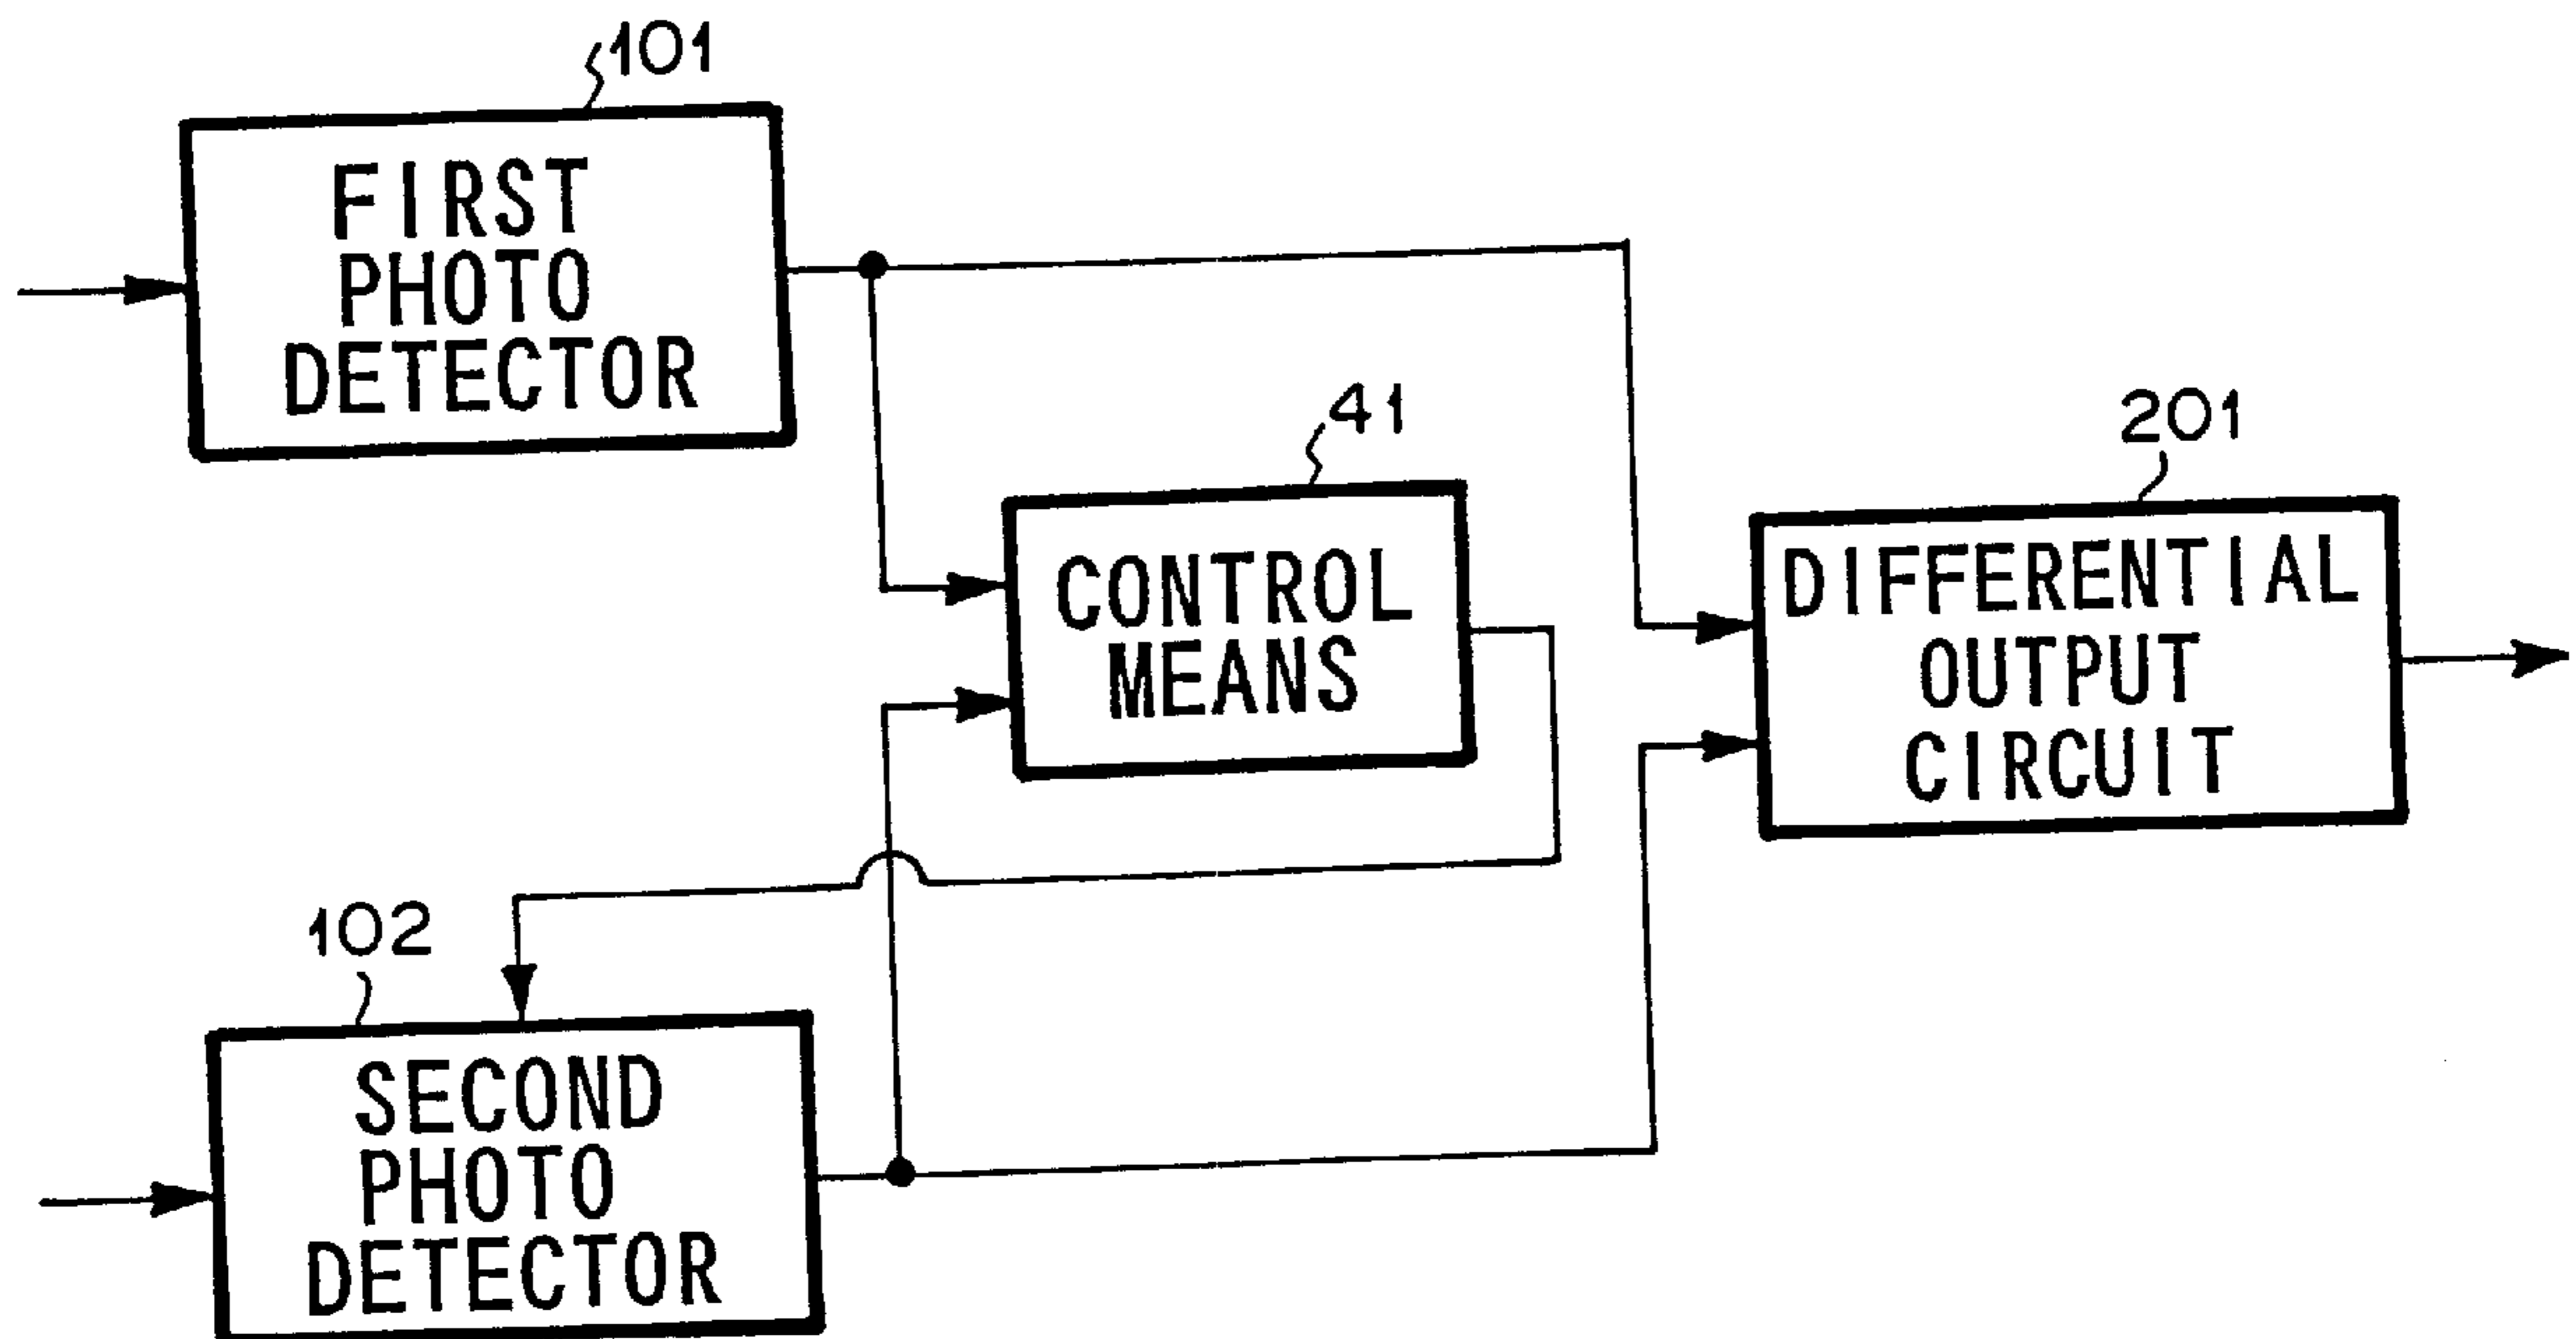 101
FIRST
PHOTO
DETECTOR
41
CONTROL
MEANS
201
DIFFERENTIAL
OUTPUT
CIRCUIT
102
SECOND
PHOTO
DETECTOR